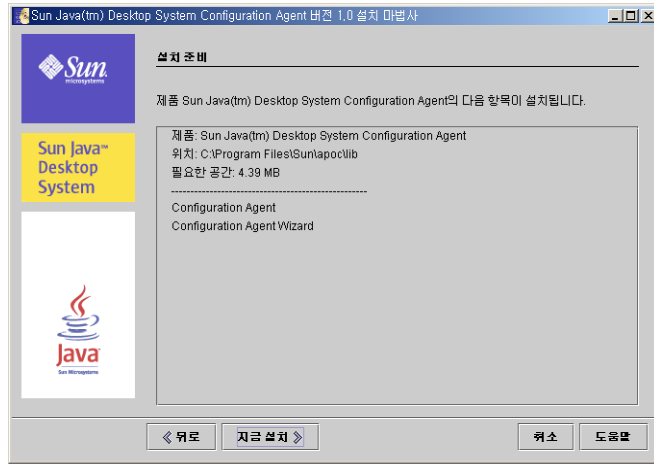 Sun Java(tm) Desktop System Configuration Agent 버전 1.0 설치 마법사
Sun
microsystems
Sun Java™
Desktop
System
Java
Sun Microsystems
설치 준비
제품 Sun Java(tm) Desktop System Configuration Agent의 다음 항목이 설치됩니다.
제품: Sun Java(tm) Desktop System Configuration Agent
위치: C:\Program Files\Sun\apoc\lib
필요한 공간: 4.39 MB
--------------------------------------------------
Configuration Agent
Configuration Agent Wizard
뒤로
지금 설치
취소
도움말